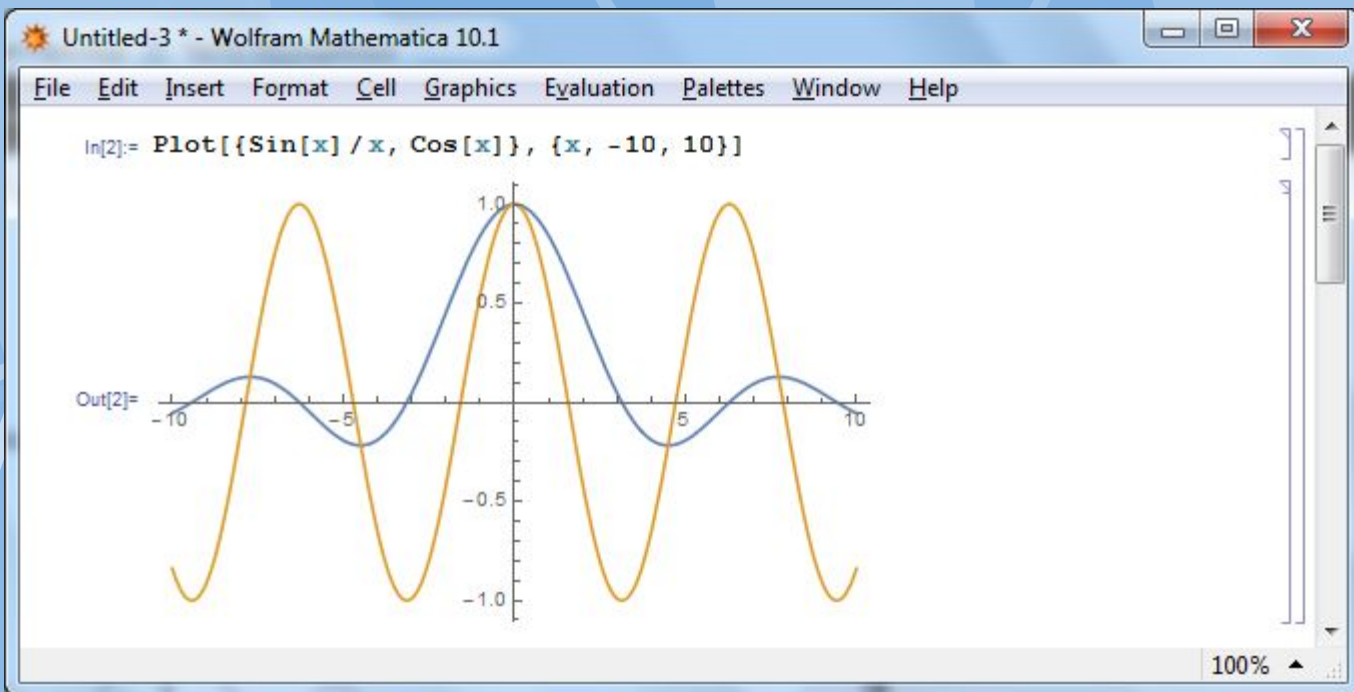 Untitled-3 * - Wolfram Mathematica 10.1
File Edit Insert Format Cell Graphics Evaluation Palettes Window Help
In[2]:= Plot[{Sin[x] / x, Cos[x]}, {x, -10, 10}]
1.0
0.5
Out[2]=
-10 -5 5 10
-0.5
-1.0
100%